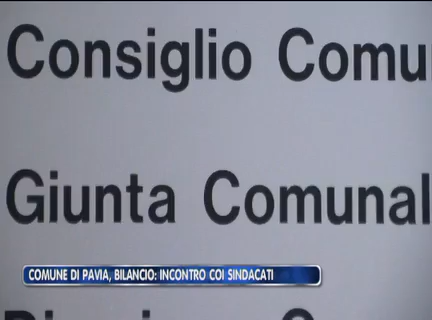 Consiglio Comu
Giunta Comunal
COMUNE DI PAVIA, BILANCIO: INCONTRO COI SINDACATI